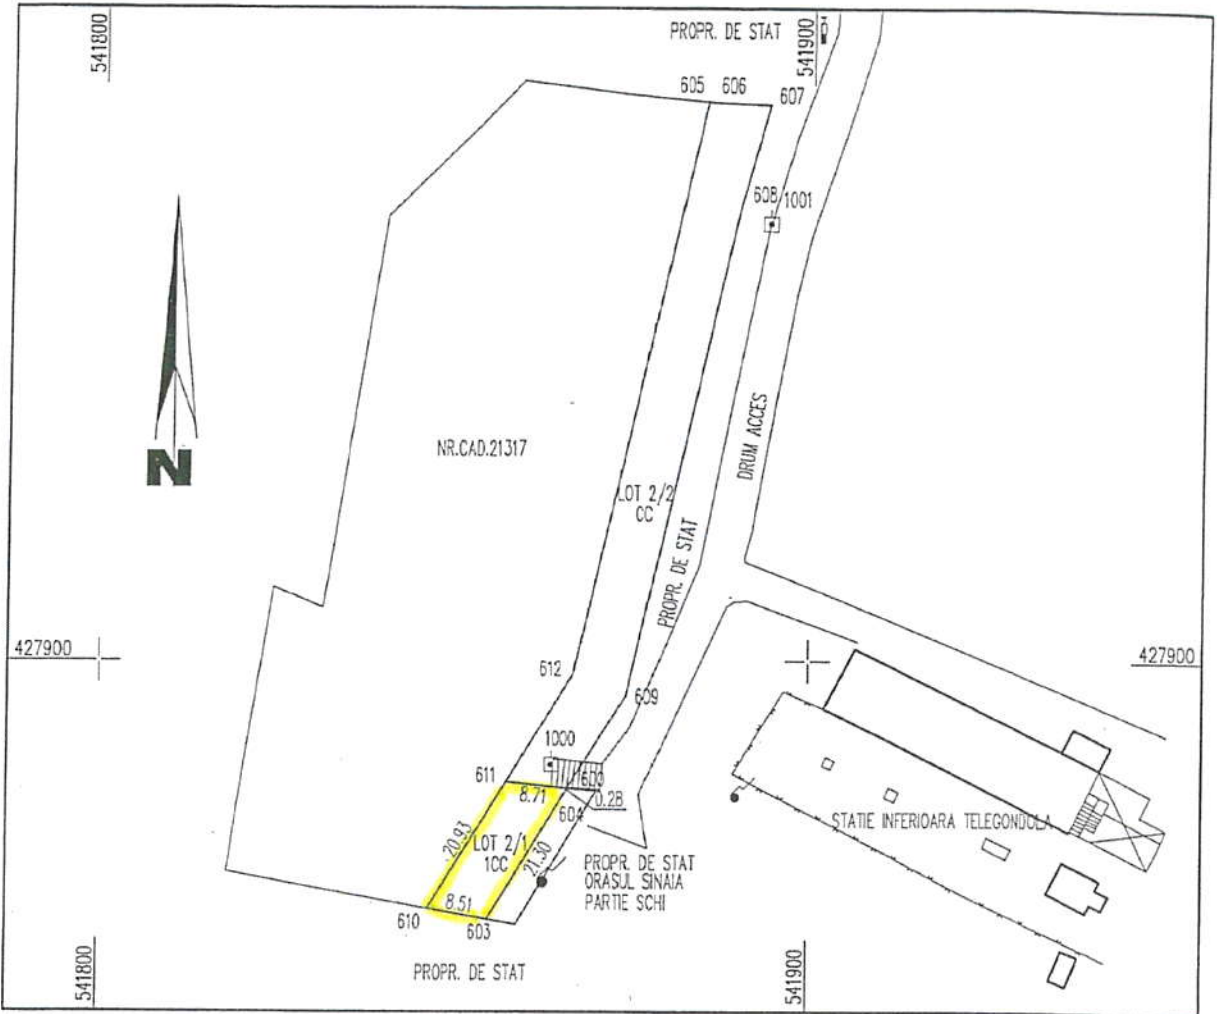 541800
PROPR. DE STAT
541900
605
606
607
608
1001
NR.CAD.21317
DRUM ACCES
LOT 2/2
CC
PROPR. DE STAT
N
427900
427900
612
609
1000
611
600
8.71
0.28
604
20.93
LOT 2/1
1CC
21.30
STATIE INFERIOARA TELEGONDOLA
PROPR. DE STAT
ORASUL SINAIA
PARTIE SCHI
8.51
610
603
541800
541900
PROPR. DE STAT